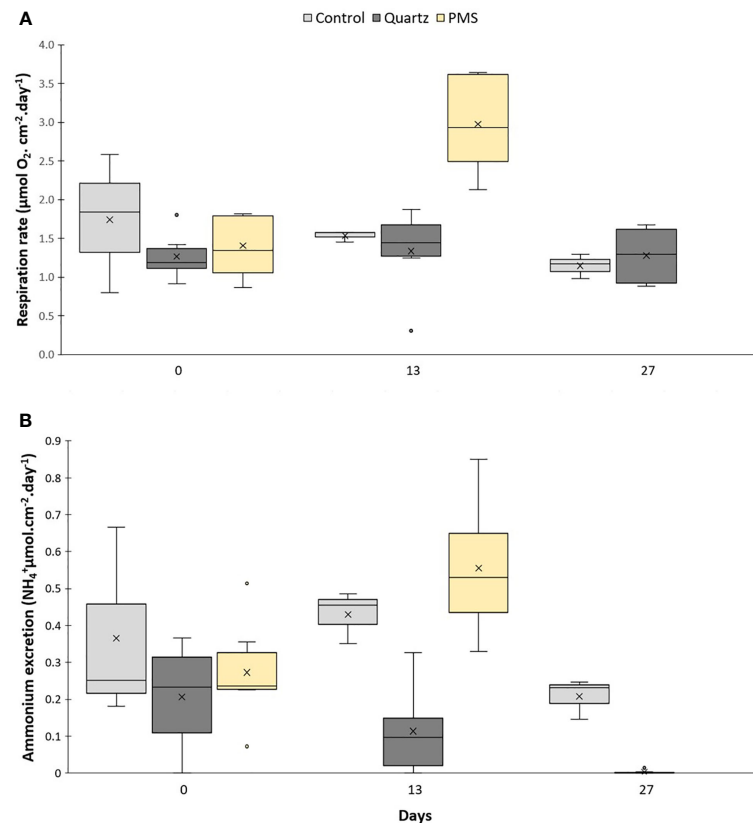 A
Control Quartz PMS
Respiration rate (µmol O₂. cm⁻².day⁻¹)
4.0
3.5
3.0
2.5
2.0
1.5
1.0
0.5
0.0
0 13 27
B
Ammonium excretion (NH₄⁺µmol.cm⁻².day⁻¹)
0.9
0.8
0.7
0.6
0.5
0.4
0.3
0.2
0.1
0
0 13 27
Days